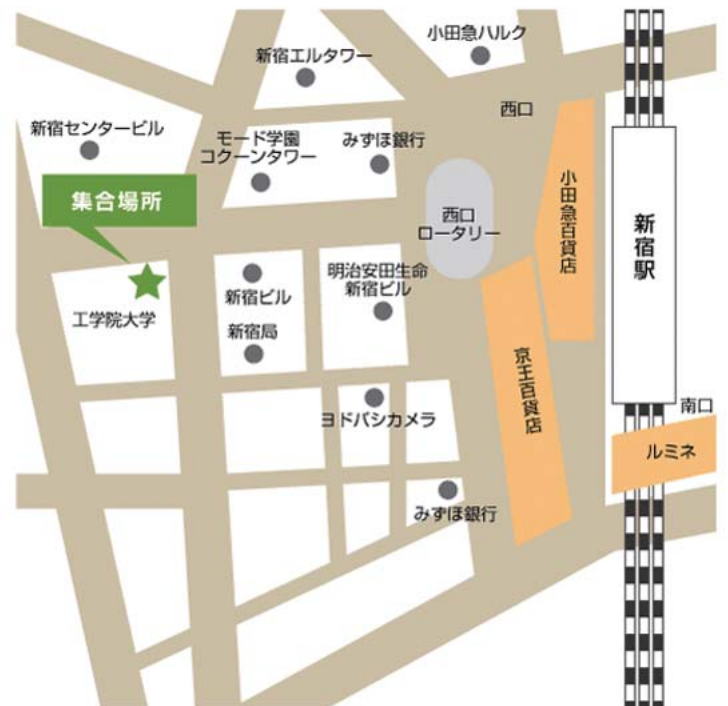 小田急ハルク
新宿エルタワー
西口
新宿センタービル
モード学園
コクーンタワー
みずほ銀行
集合場所
小田急百貨店
新宿駅
西口
ロータリー
明治安田生命
新宿ビル
新宿ビル
工学院大学
新宿局
京王百貨店
ヨドバシカメラ
南口
ルミネ
みずほ銀行